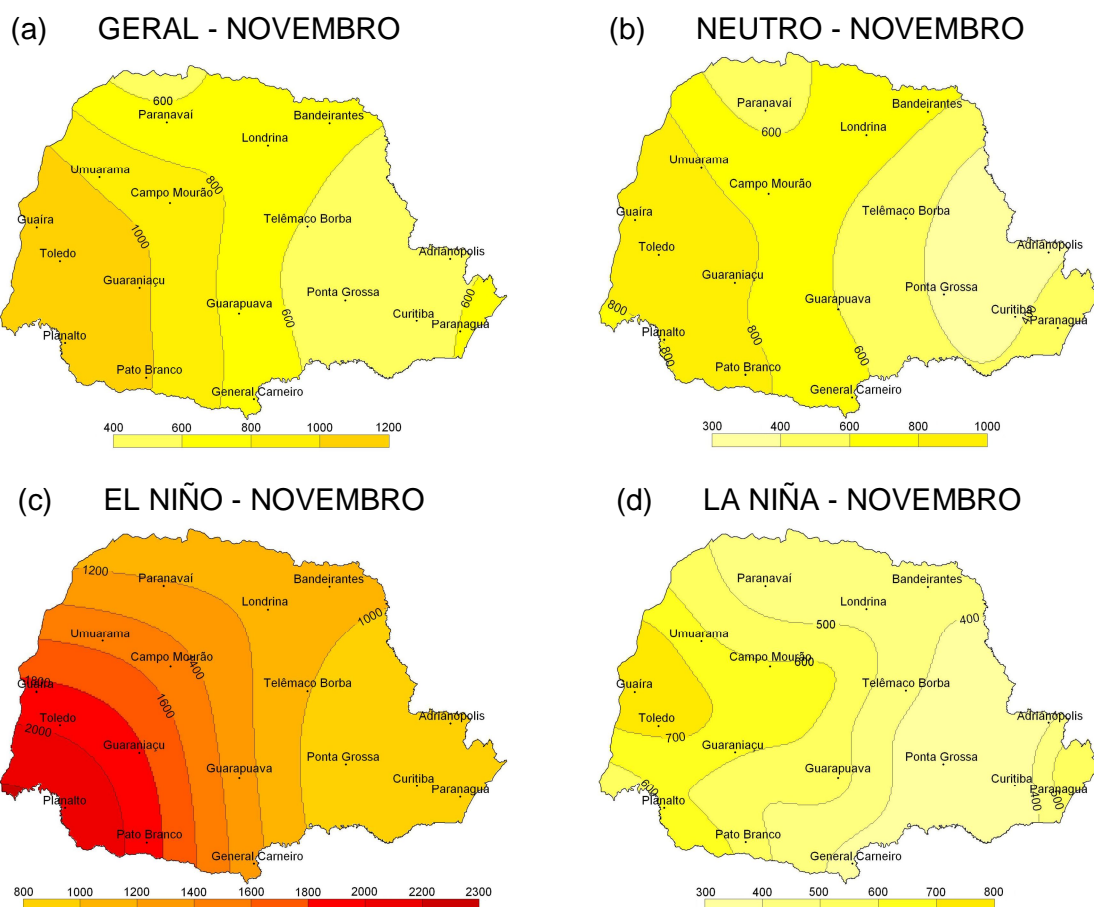 (a) GERAL - NOVEMBRO
600
Paranavaí
Bandeirantes
Londrina
Umuarama
800
Campo Mourão
Guaíra
Telêmaco Borba
1000
Toledo
Adrianópolis
Guaraniaçu
Ponta Grossa
600
Guarapuava
Curitiba
600
Paranaguá
Planalto
Pato Branco
General Carneiro
400 600 800 1000 1200
(b) NEUTRO - NOVEMBRO
Paranavaí
Bandeirantes
600
Londrina
Umuarama
Campo Mourão
Guaíra
Telêmaco Borba
Toledo
Adrianópolis
Guaraniaçu
Ponta Grossa
Guarapuava
800
Curitiba
Paranaguá
Planalto
800
800
600
Pato Branco
General Carneiro
300 400 600 800 1000
(c) EL NIÑO - NOVEMBRO
1200
Paranavaí
Bandeirantes
Londrina
1000
Umuarama
Campo Mourão
1400
Guaíra
1800
Telêmaco Borba
1600
Toledo
2000
Adrianópolis
Guaraniaçu
Ponta Grossa
Guarapuava
Curitiba
Planalto
Paranaguá
Pato Branco
General Carneiro
800 1000 1200 1400 1600 1800 2000 2200 2300
(d) LA NIÑA - NOVEMBRO
Paranavaí
Bandeirantes
Londrina
500
400
Umuarama
Campo Mourão
600
Guaíra
Telêmaco Borba
Toledo
700
Adrianópolis
Guaraniaçu
Ponta Grossa
Guarapuava
Curitiba
600
Planalto
400
500
Paranaguá
Pato Branco
General Carneiro
300 400 500 600 700 800